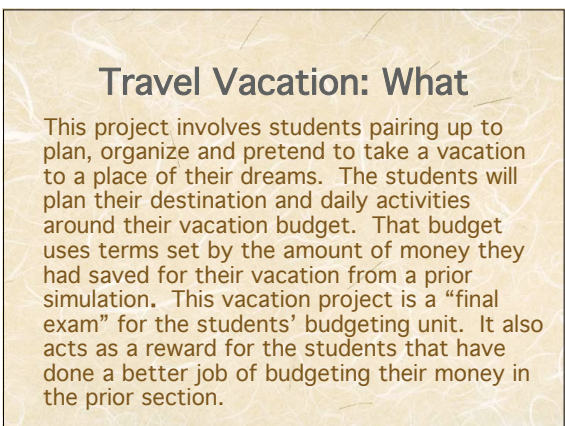 Travel Vacation: What
This project involves students pairing up to
plan, organize and pretend to take a vacation
to a place of their dreams.  The students will
plan their destination and daily activities
around their vacation budget.  That budget
uses terms set by the amount of money they
had saved for their vacation from a prior
simulation.  This vacation project is a “final
exam” for the students’ budgeting unit.  It also
acts as a reward for the students that have
done a better job of budgeting their money in
the prior section.